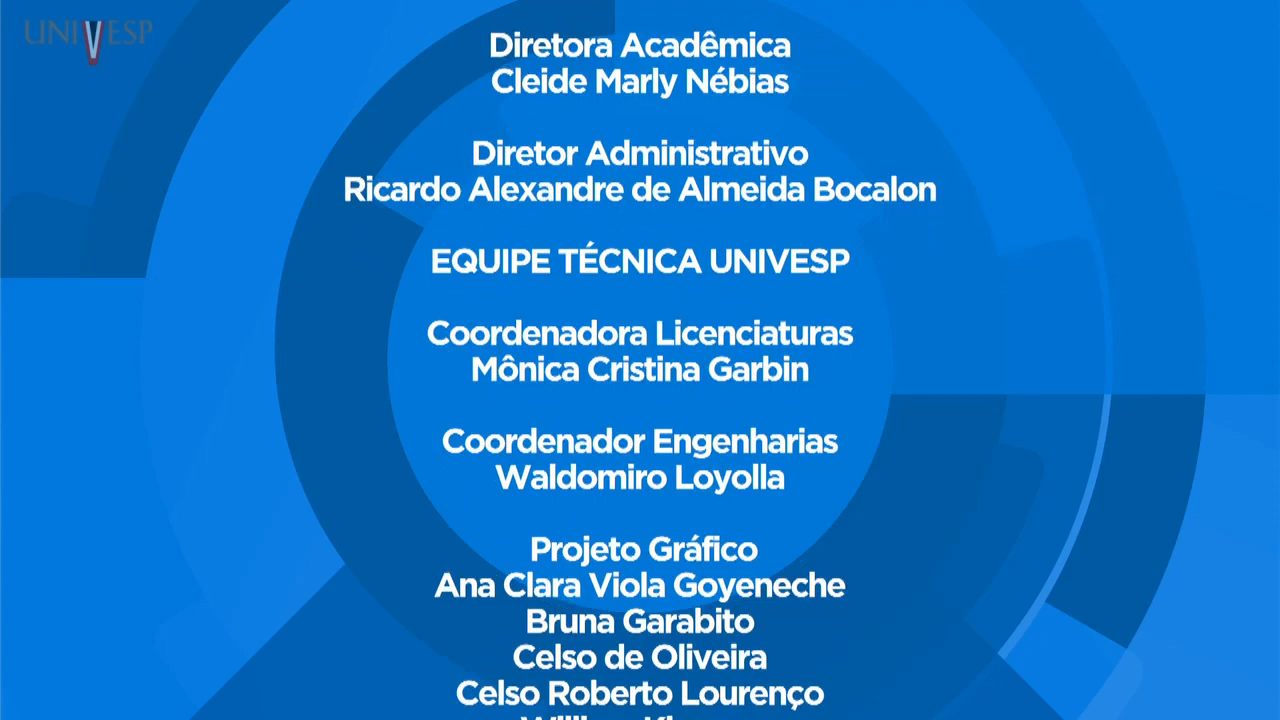 UNIVESP
Diretora Acadêmica
Cleide Marly Nébias
Diretor Administrativo
Ricardo Alexandre de Almeida Bocalon
EQUIPE TÉCNICA UNIVESP
Coordenadora Licenciaturas
Mônica Cristina Garbin
Coordenador Engenharias
Waldomiro Loyolla
Projeto Gráfico
Ana Clara Viola Goyeneche
Bruna Garabito
Celso de Oliveira
Celso Roberto Lourenço